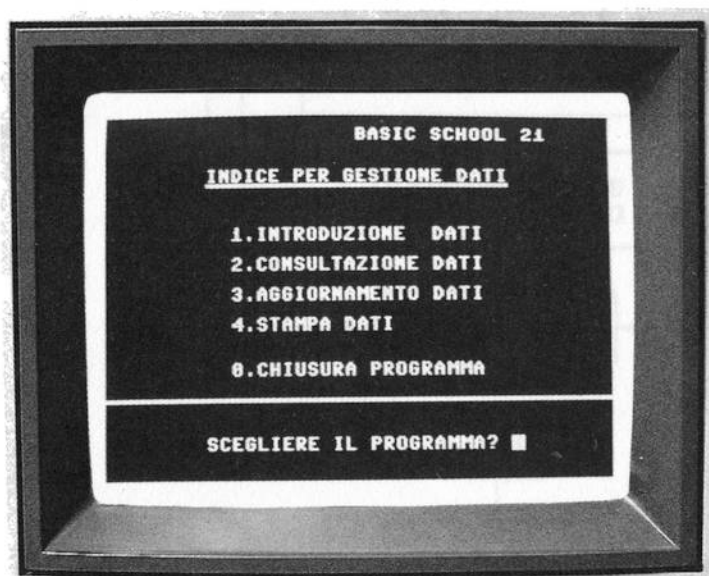 BASIC SCHOOL 21
INDICE PER GESTIONE DATI
1.INTRODUZIONE DATI
2.CONSULTAZIONE DATI
3.AGGIORNAMENTO DATI
4.STAMPA DATI
0.CHIUSURA PROGRAMMA
SCEGLIERE IL PROGRAMMA?